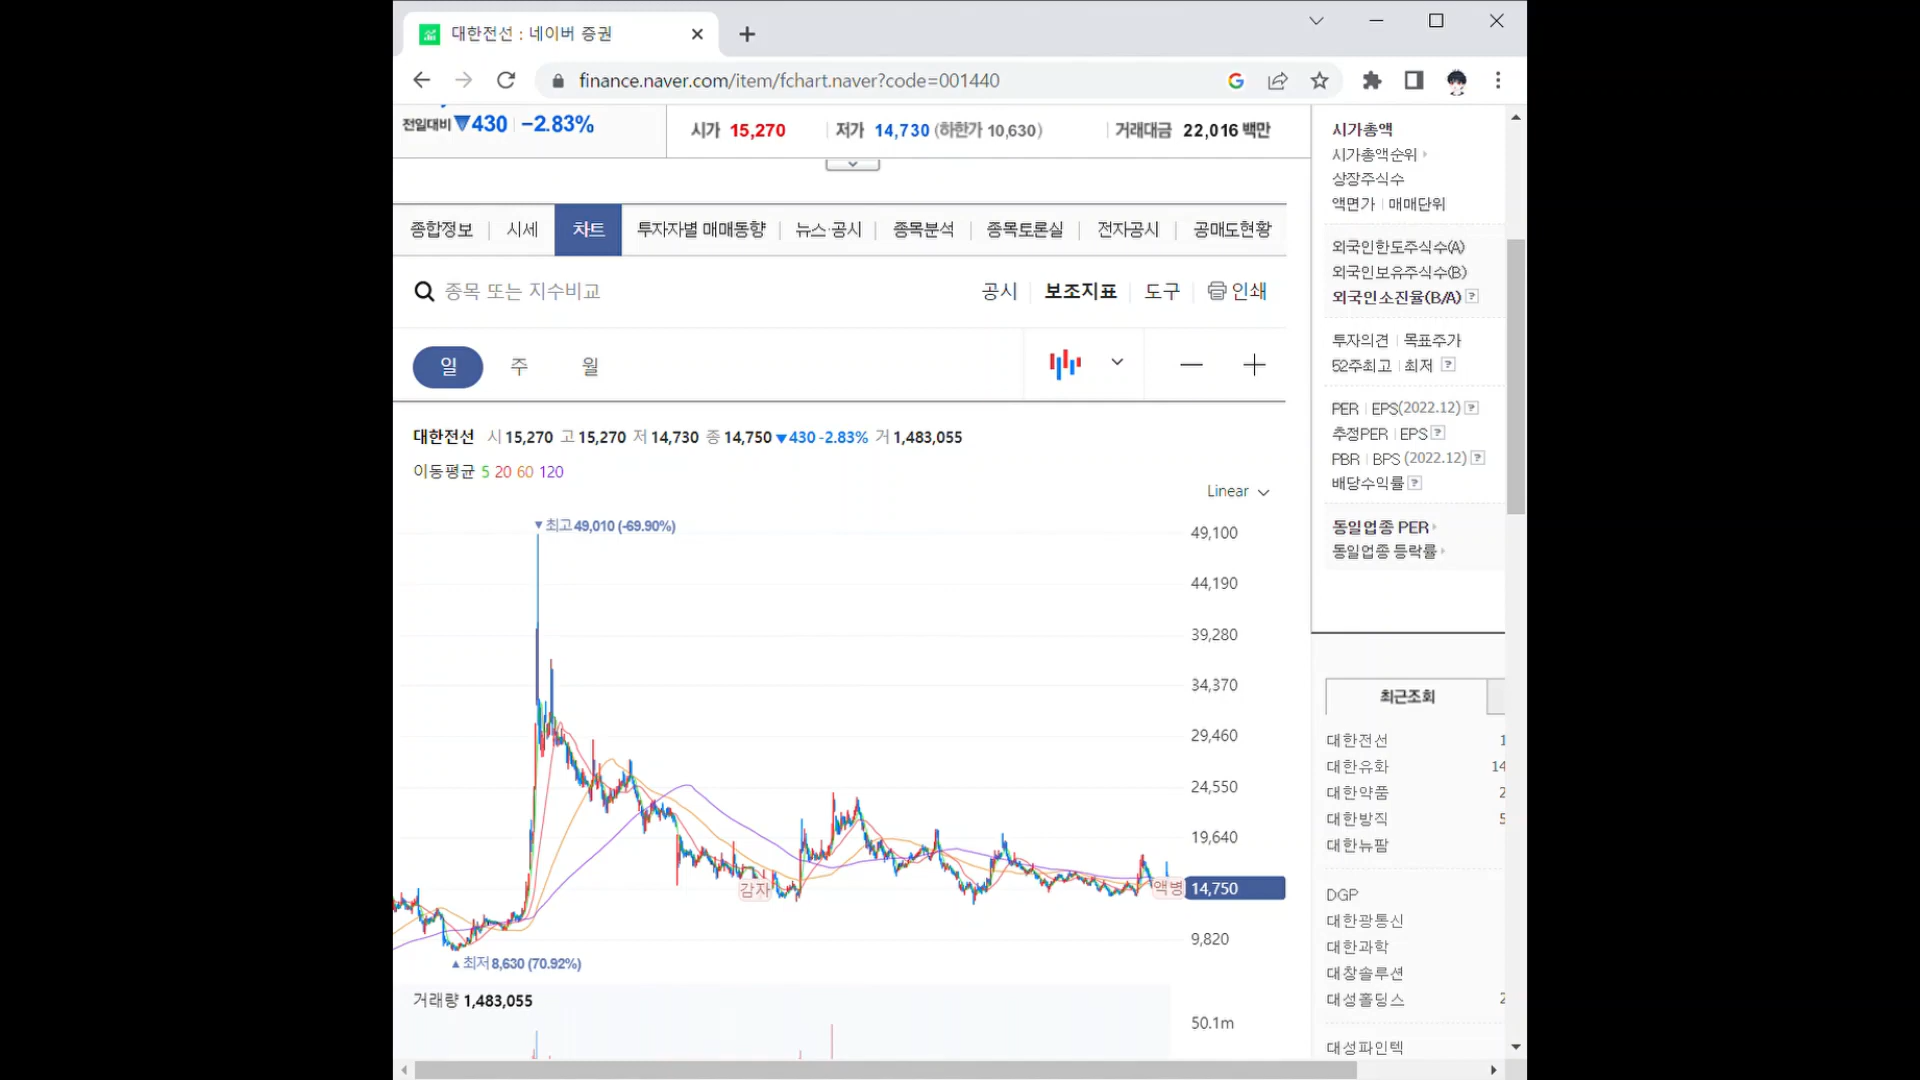 대한전선 : 네이버 증권
finance.naver.com/item/fchart.naver?code=001440
전일대비 ▼430 | -2.83%
시가 15,270 | 저가 14,730 (하한가 10,630) | 거래대금 22,016 백만
종합정보 | 시세 차트 투자자별 매매동향 | 뉴스·공시 | 종목분석 | 종목토론실 | 전자공시 | 공매도현황
종목 또는 지수비교
공시 보조지표 도구 인쇄
일 주 월
대한전선 시 15,270 고 15,270 저 14,730 종 14,750 ▼430 -2.83% 거 1,483,055
이동평균 5 20 60 120
Linear
▼최고 49,010 (-69.90%)
49,100
44,190
39,280
34,370
29,460
24,550
19,640
감자
액병
14,750
9,820
▲최저 8,630 (70.92%)
거래량 1,483,055
50.1m
시가총액
시가총액순위
상장주식수
액면가 | 매매단위
외국인한도주식수(A)
외국인보유주식수(B)
외국인소진율(B/A) ?
투자의견 | 목표주가
52주최고 | 최저 ?
PER | EPS(2022.12) ?
추정PER | EPS ?
PBR | BPS (2022.12) ?
배당수익률 ?
동일업종 PER
동일업종 등락률
최근조회
대한전선 1
대한유화 14
대한약품 2
대한방직 5
대한뉴팜
DGP
대한광통신
대한과학
대창솔루션
대성홀딩스 2
대성파인텍